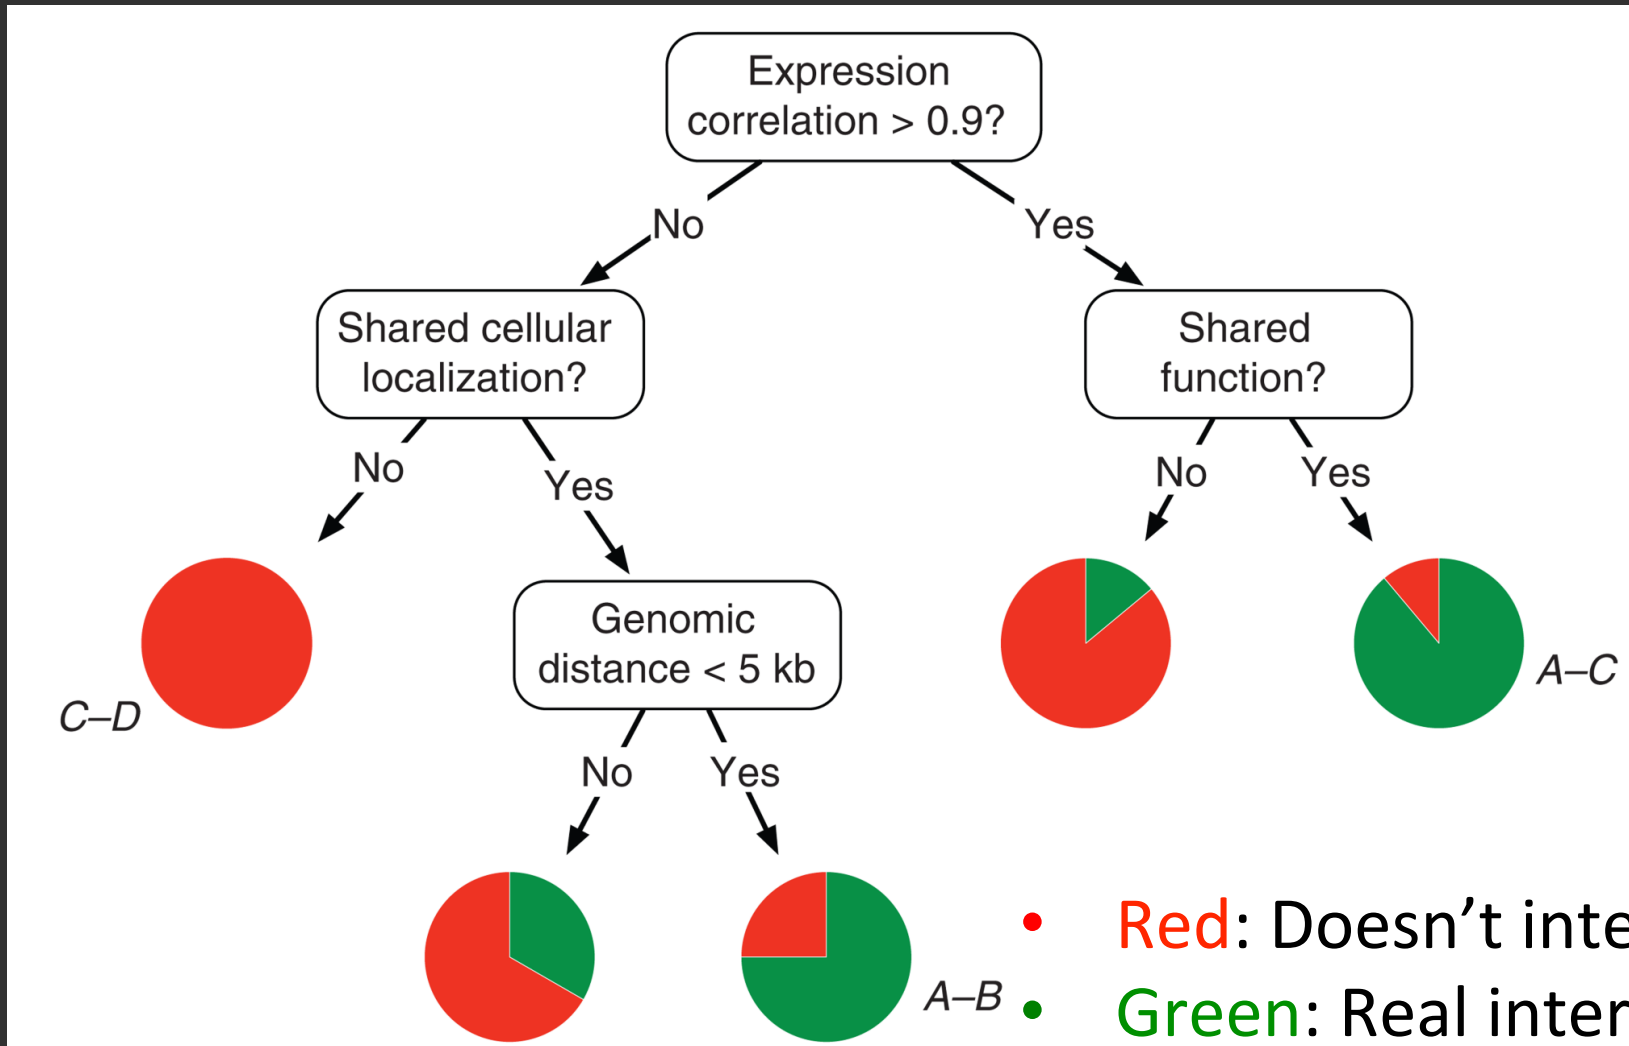 Expression
correlation > 0.9?
No
Yes
Shared cellular
localization?
Shared
function?
No
Yes
No
Yes
Genomic
distance < 5 kb
C–D
A–C
No
Yes
A–B
• Red: Doesn’t inte
• Green: Real inter